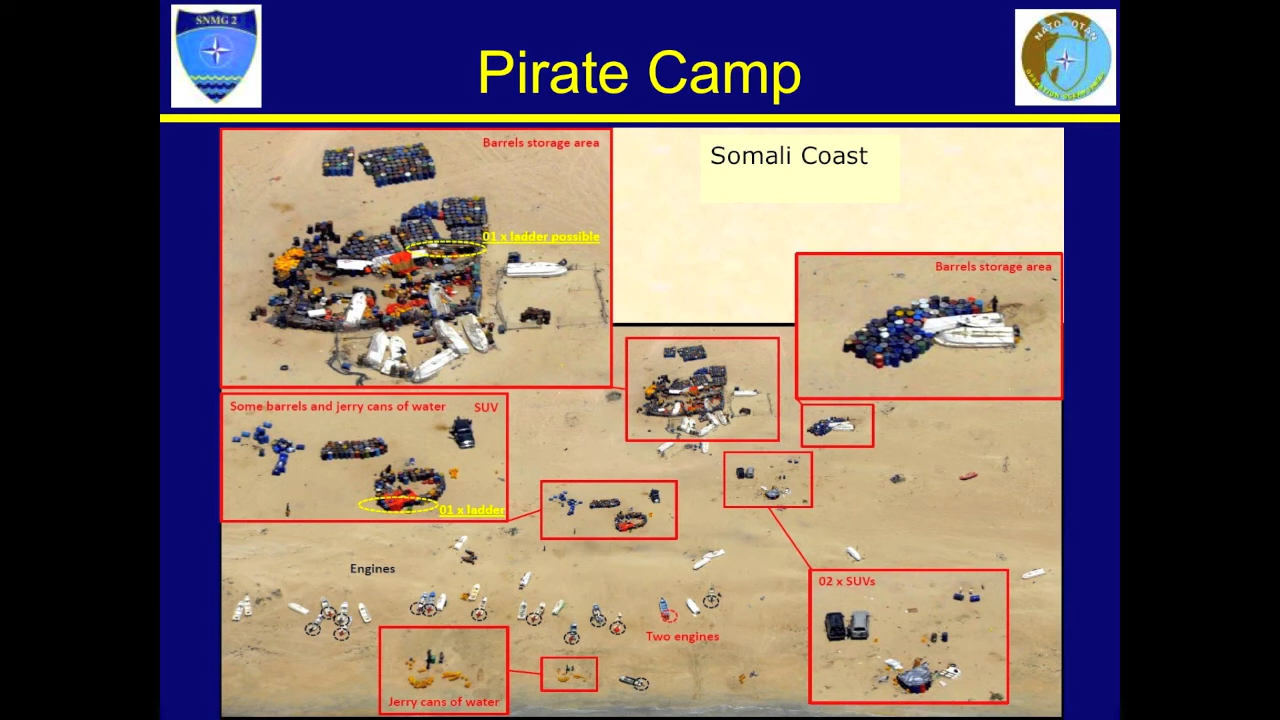 SNMG 2
Pirate Camp
NATO OTAN
Somali Coast
Barrels storage area
01 x ladder possible
Barrels storage area
Some barrels and jerry cans of water
SUV
01 x ladder
Engines
02 x SUVs
Two engines
Jerry cans of water